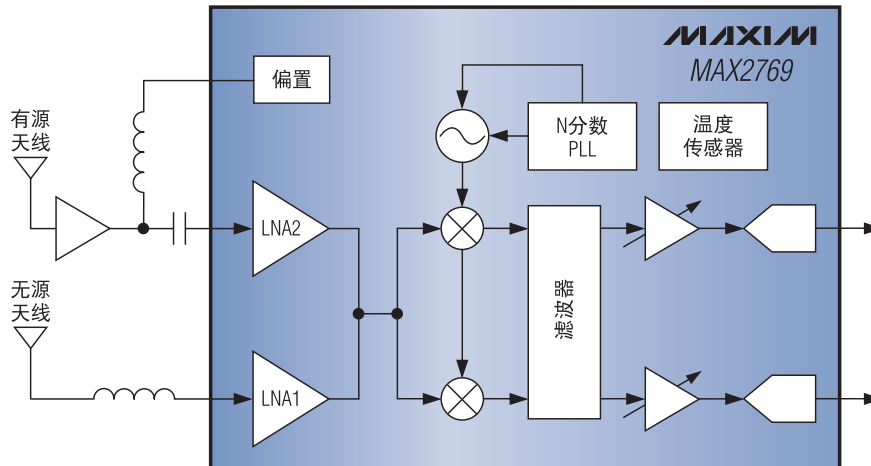 MAXIM
MAX2769
偏置
有源
天线
N分数
PLL
温度
传感器
LNA2
无源
天线
滤波器
LNA1